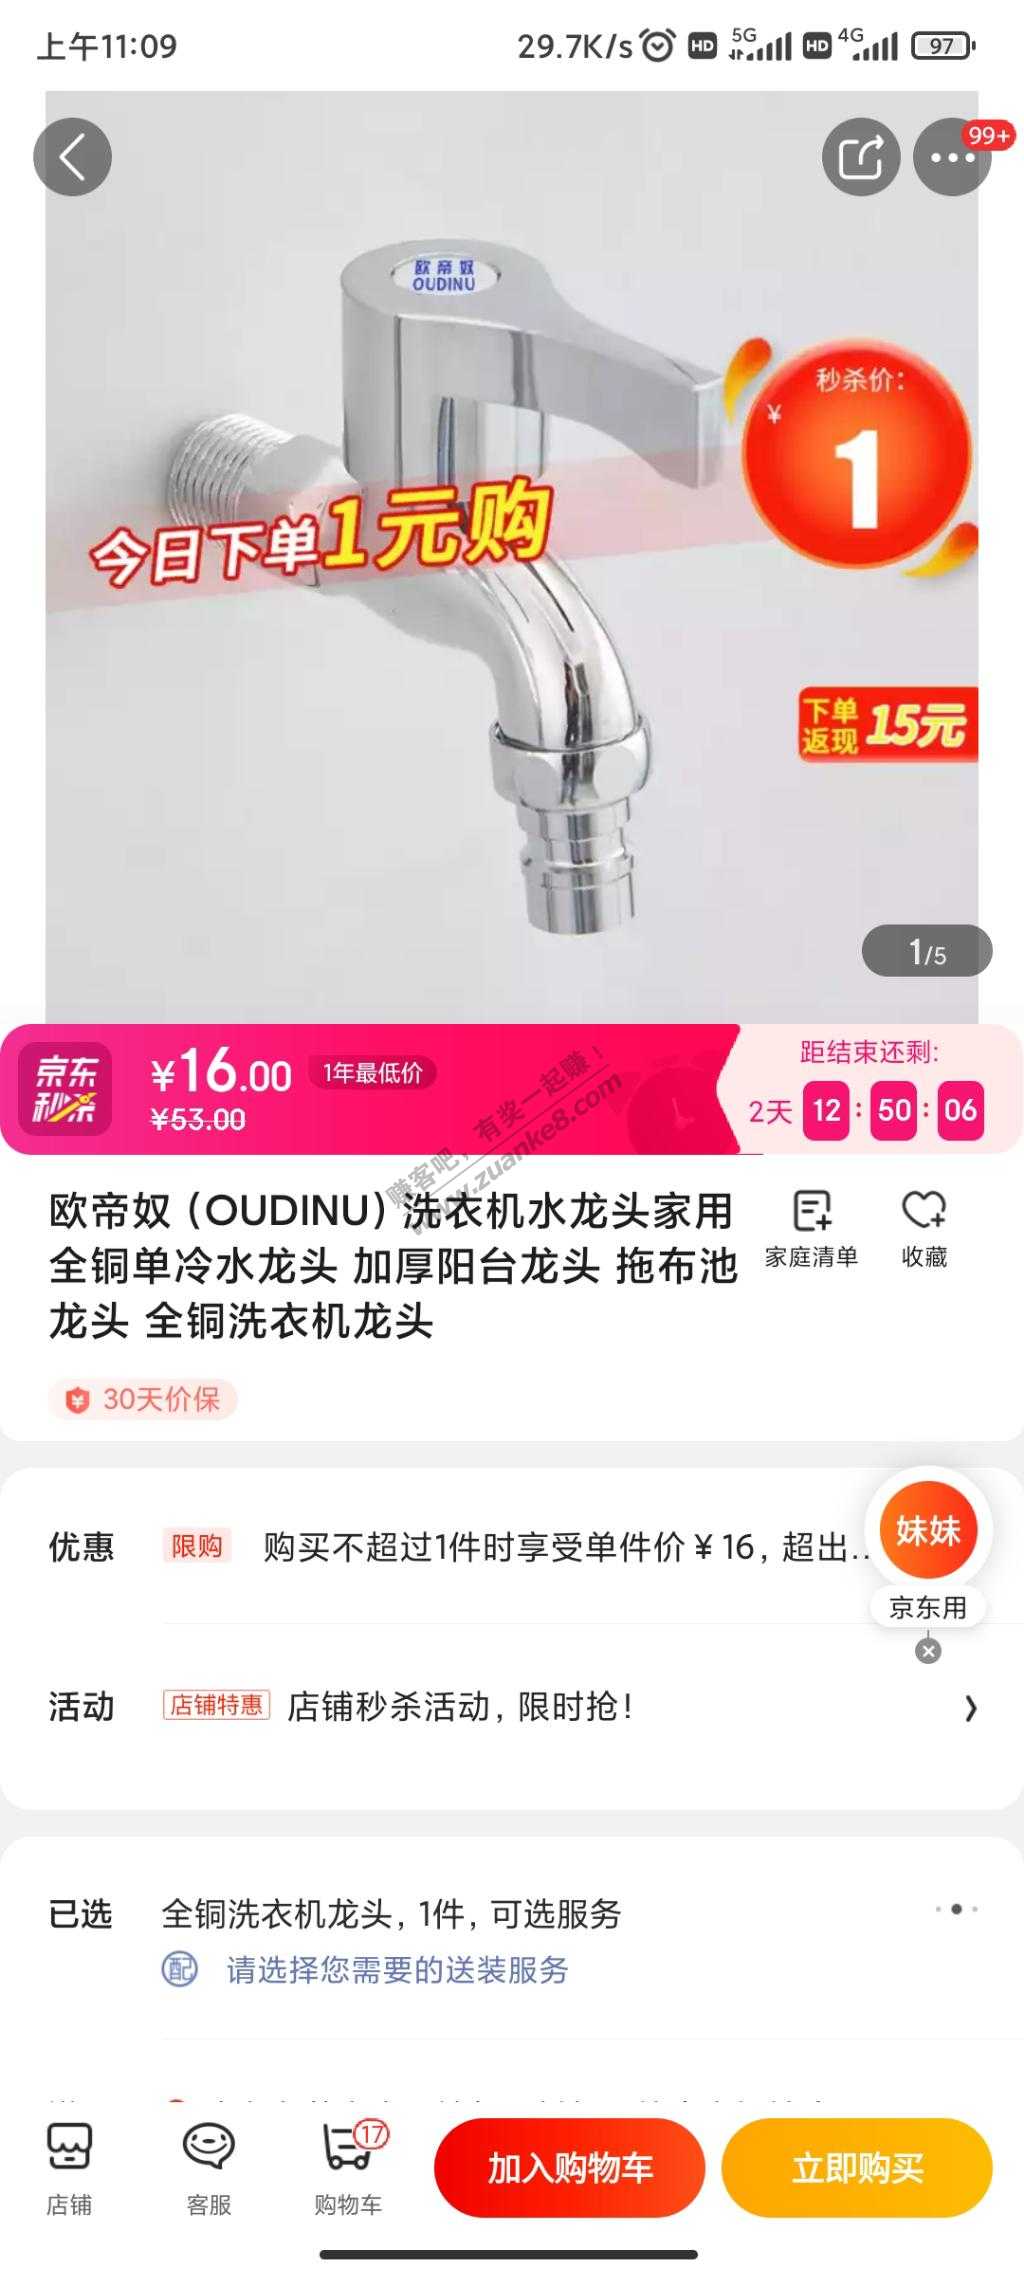 上午11:09
29.7K/s HD 5G HD 4G 97
99+
欧帝奴
OUDINU
秒杀价：
¥
1
今日下单1元购
下单
返现 15元
1/5
京东
秒杀
¥16.00 1年最低价
¥53.00
距结束还剩:
2天 12 : 50 : 06
赚客吧，有奖一起赚！
www.zuanke8.com
欧帝奴（OUDINU）洗衣机水龙头家用
全铜单冷水龙头 加厚阳台龙头 拖布池
龙头 全铜洗衣机龙头
家庭清单
收藏
30天价保
优惠 限购 购买不超过1件时享受单件价￥16，超出...
妹妹
京东用
活动 店铺特惠 店铺秒杀活动，限时抢！
已选 全铜洗衣机龙头，1件，可选服务
配 请选择您需要的送装服务
17
店铺
客服
购物车
加入购物车
立即购买